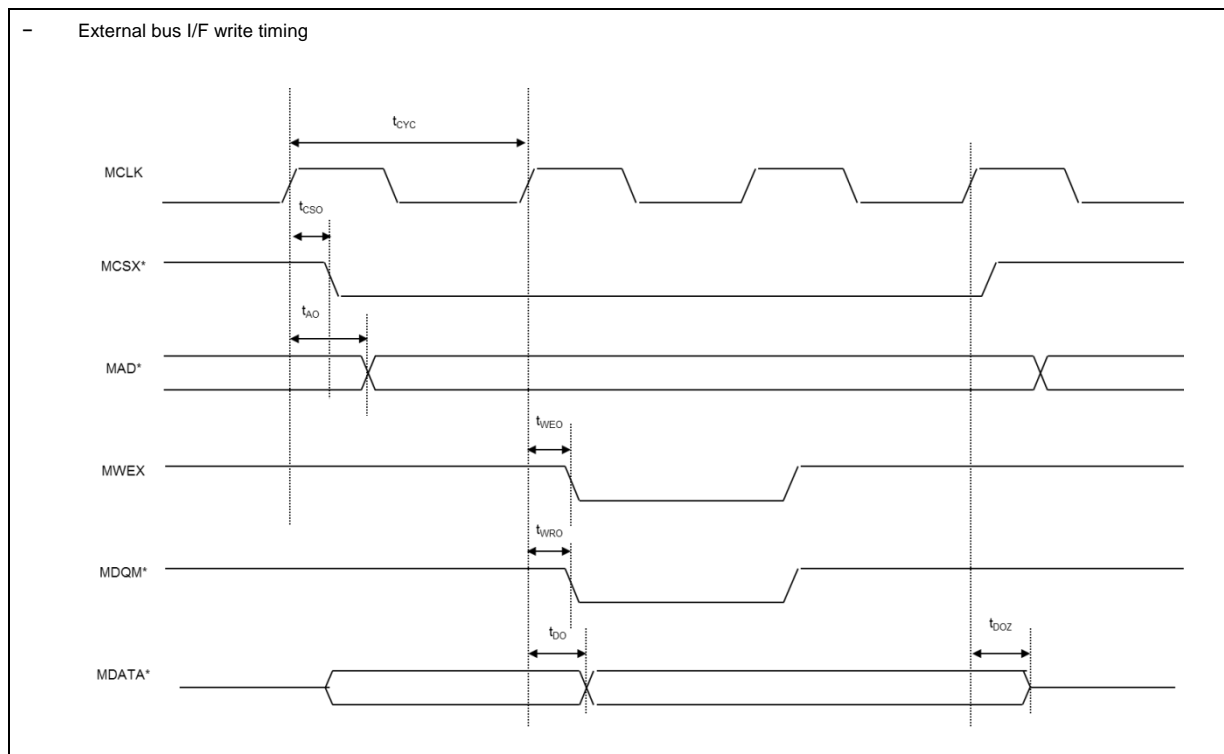 − External bus I/F write timing
tCYC
MCLK
tCSO
MCSX*
tAO
MAD*
tWEO
MWEX
tWRO
MDQM*
tDO
tDOZ
MDATA*